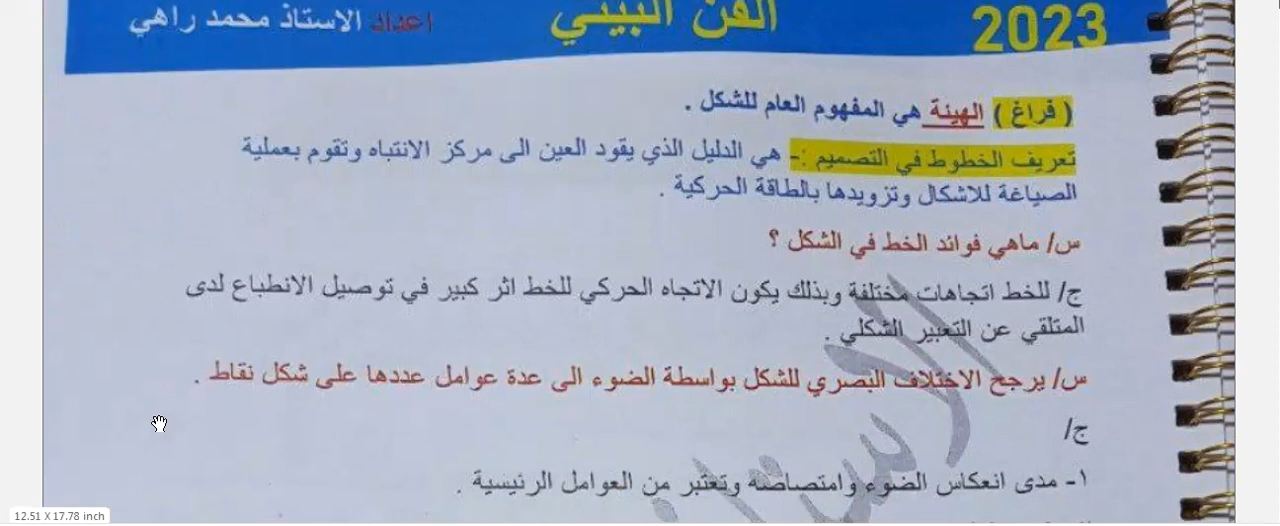 2023
الفن البيئي
اعداد الاستاذ محمد راهي
( فراغ ) الهيئة هي المفهوم العام للشكل .
تعريف الخطوط في التصميم :- هي الدليل الذي يقود العين الى مركز الانتباه وتقوم بعملية
الصياغة للاشكال وتزويدها بالطاقة الحركية .
س/ ماهي فوائد الخط في الشكل ؟
ج/ للخط اتجاهات مختلفة وبذلك يكون الاتجاه الحركي للخط اثر كبير في توصيل الانطباع لدى
المتلقي عن التعبير الشكلي .
س/ يرجح الاختلاف البصري للشكل بواسطة الضوء الى عدة عوامل عددها على شكل نقاط .
ج/
١- مدى انعكاس الضوء وامتصاصه وتعتبر من العوامل الرئيسية .
12.51 X 17.78 inch